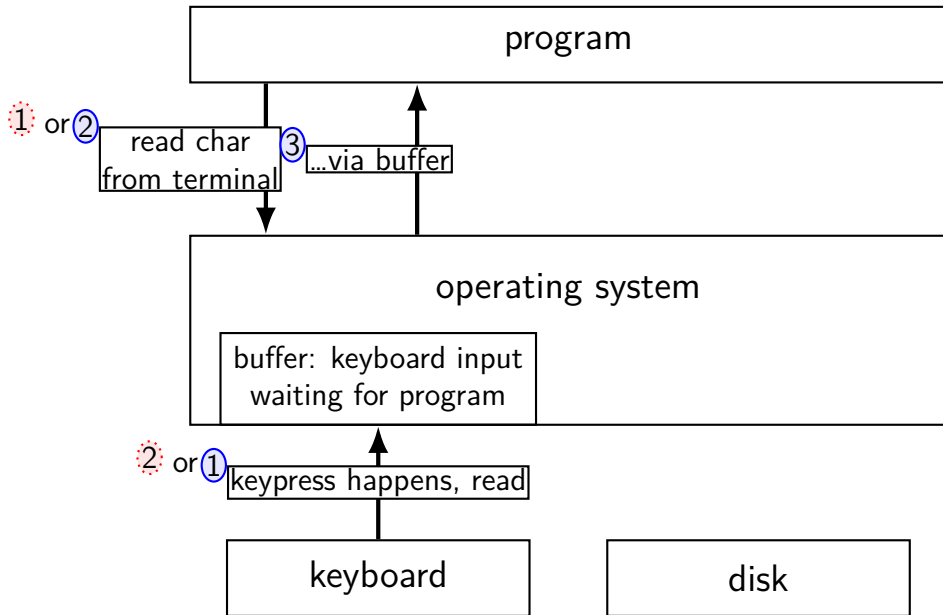 program
1 or 2
read char
from terminal
3
...via buffer
operating system
buffer: keyboard input
waiting for program
2 or 1
keypress happens, read
keyboard
disk